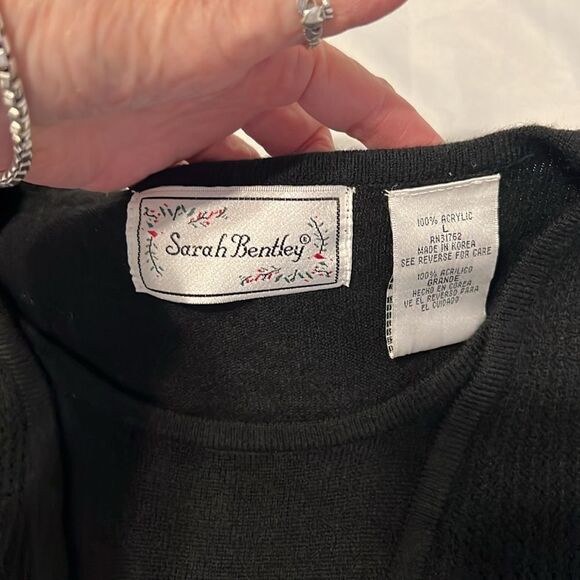 Sarah Bentley®
100% ACRYLIC
L
RN31762
MADE IN KOREA
SEE REVERSE FOR CARE
100% ACRILICO
GRANDE
HECHO EN COREA
VE EL REVERSO PARA
EL CUIDADO